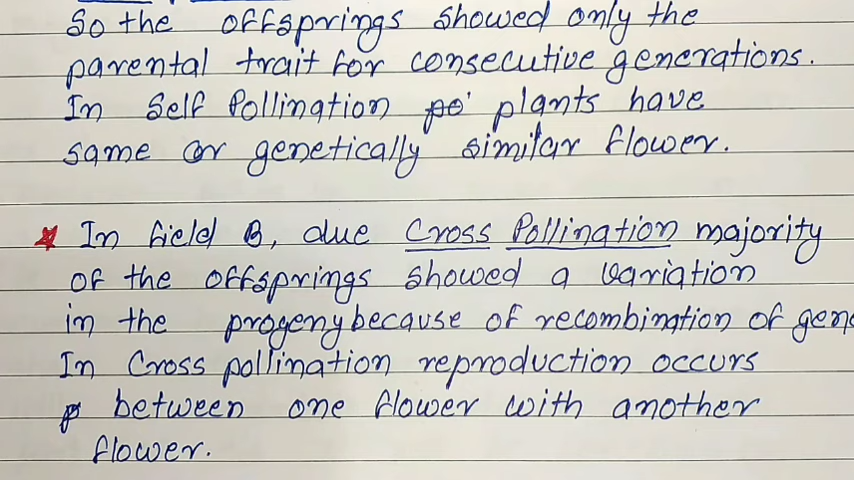 So the offsprings showed only the
parental trait for consecutive generations.
In Self Pollination plants have
same or genetically similar flower.
In field B, due Cross Pollination majority
of the offsprings showed a variation
in the progeny because of recombination of gene
In Cross pollination reproduction occurs
between one flower with another
flower.